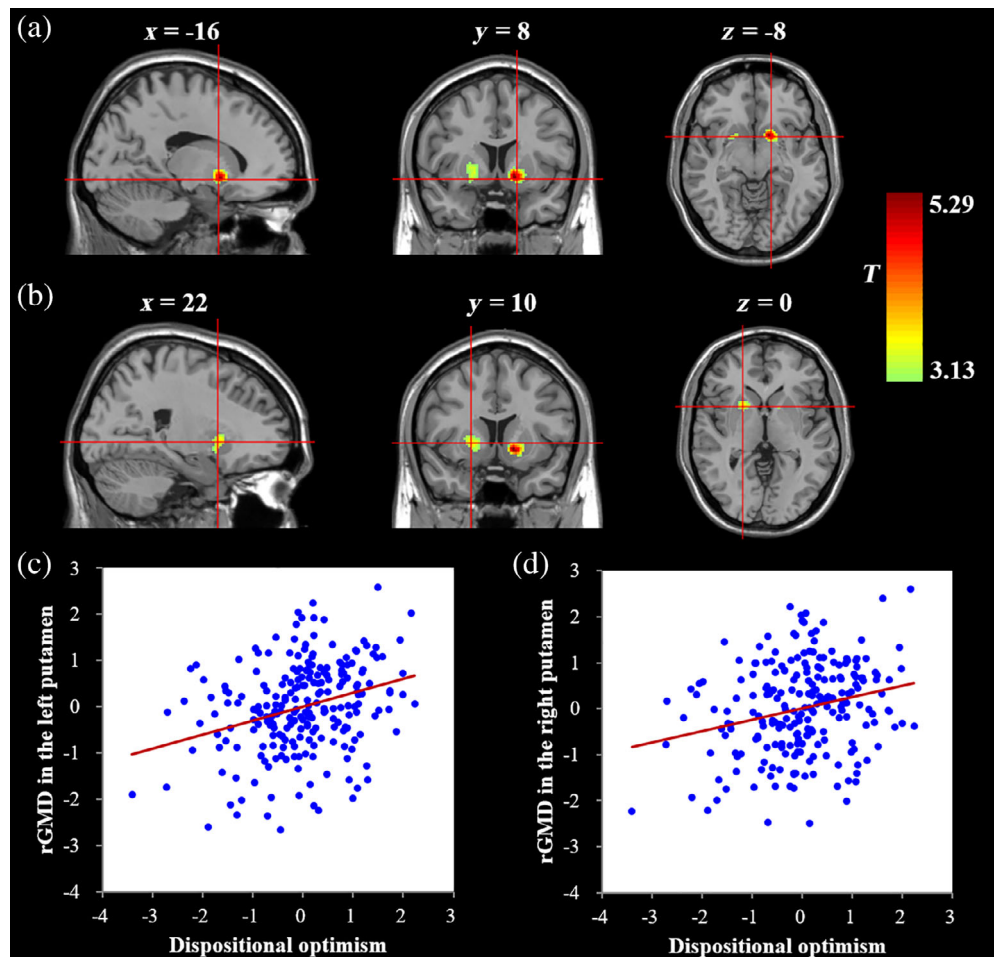 (a)
x = -16
y = 8
z = -8
5.29
T
3.13
(b)
x = 22
y = 10
z = 0
(c)
3
2
1
0
-1
-2
-3
-4
-4
-3
-2
-1
0
1
2
3
rGMD in the left putamen
Dispositional optimism
(d)
3
2
1
0
-1
-2
-3
-4
-4
-3
-2
-1
0
1
2
3
rGMD in the right putamen
Dispositional optimism